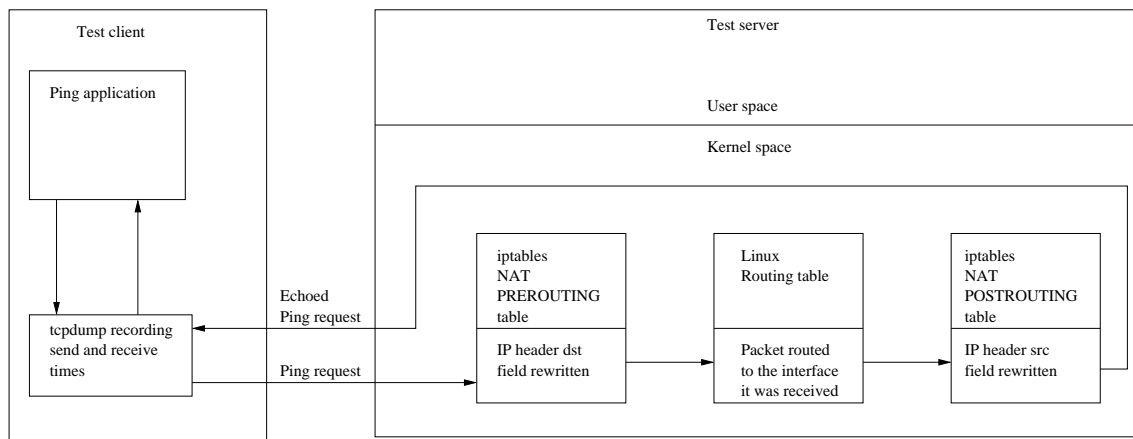 Test client
Ping application
tcpdump recording
send and receive
times
Echoed
Ping request
Ping request
Test server
User space
Kernel space
iptables
NAT
PREROUTING
table
IP header dst
field rewritten
Linux
Routing table
Packet routed
to the interface
it was received
iptables
NAT
POSTROUTING
table
IP header src
field rewritten